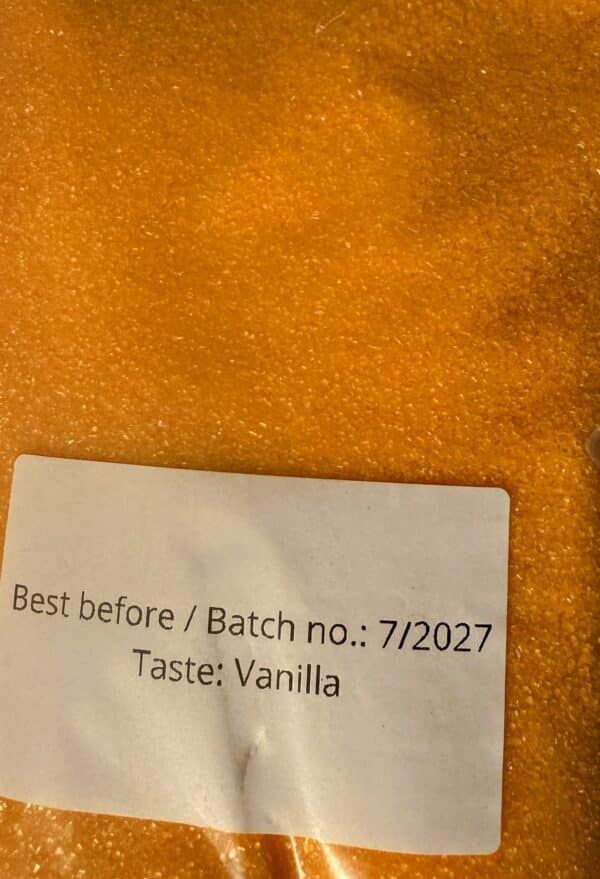 Best before / Batch no.: 7/2027
Taste: Vanilla